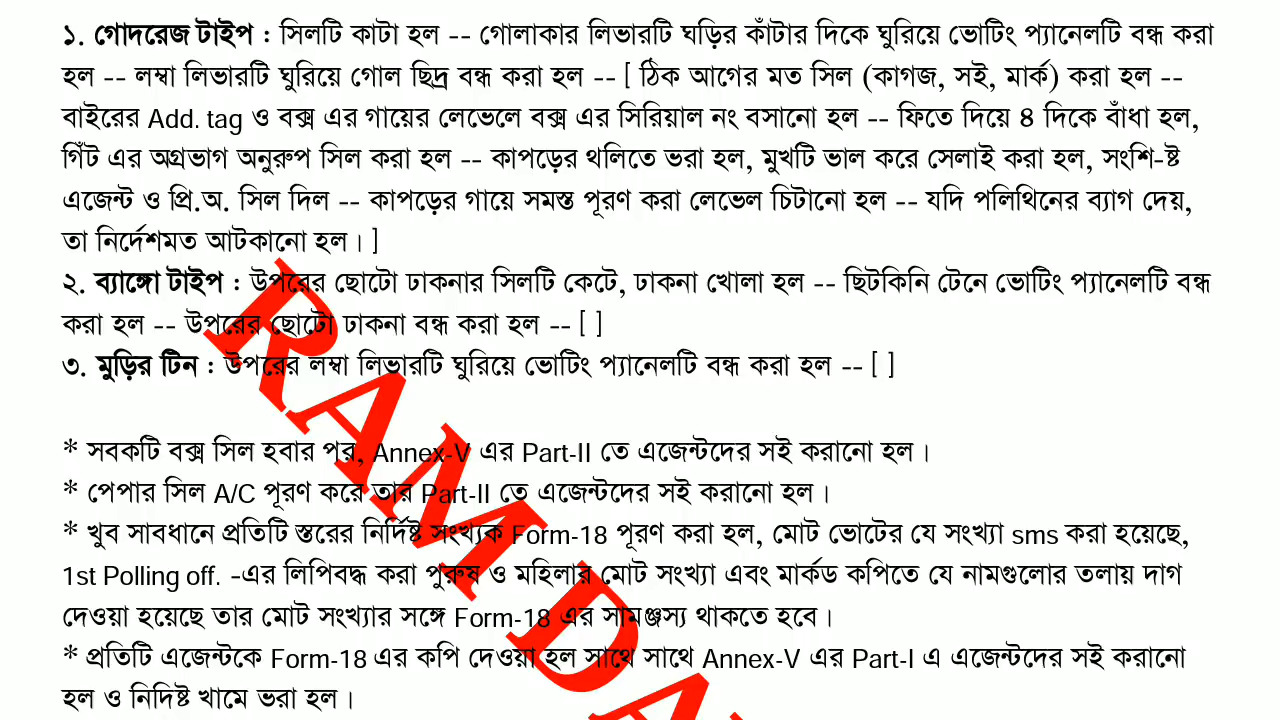 ১. গোদরেজ টাইপ : সিলটি কাটা হল -- গোলাকার লিভারটি ঘড়ির কাঁটার দিকে ঘুরিয়ে ভোটিং প্যানেলটি বন্ধ করা
হল -- লম্বা লিভারটি ঘুরিয়ে গোল ছিদ্র বন্ধ করা হল -- [ ঠিক আগের মত সিল (কাগজ, সই, মার্ক) করা হল --
বাইরের Add. tag ও বক্স এর গায়ের লেভেলে বক্স এর সিরিয়াল নং বসানো হল -- ফিতে দিয়ে ৪ দিকে বাঁধা হল,
গিঁট এর অগ্রভাগ অনুরুপ সিল করা হল -- কাপড়ের থলিতে ভরা হল, মুখটি ভাল করে সেলাই করা হল, সংশি-ষ্ট
এজেন্ট ও প্রি.অ. সিল দিল -- কাপড়ের গায়ে সমস্ত পূরণ করা লেভেল চিটানো হল -- যদি পলিথিনের ব্যাগ দেয়,
তা নির্দেশমত আটকানো হল। ]
২. ব্যাঙ্গো টাইপ : উপরের ছোটো ঢাকনার সিলটি কেটে, ঢাকনা খোলা হল -- ছিটকিনি টেনে ভোটিং প্যানেলটি বন্ধ
করা হল -- উপরের ছোটো ঢাকনা বন্ধ করা হল -- [ ]
৩. মুড়ির টিন : উপরের লম্বা লিভারটি ঘুরিয়ে ভোটিং প্যানেলটি বন্ধ করা হল -- [ ]
* সবকটি বক্স সিল হবার পর, Annex-V এর Part-II তে এজেন্টদের সই করানো হল।
* পেপার সিল A/C পূরণ করে তার Part-II তে এজেন্টদের সই করানো হল।
* খুব সাবধানে প্রতিটি স্তরের নির্দিষ্ট সংখ্যক Form-18 পূরণ করা হল, মোট ভোটের যে সংখ্যা sms করা হয়েছে,
1st Polling off. -এর লিপিবদ্ধ করা পুরুষ ও মহিলার মোট সংখ্যা এবং মার্কড কপিতে যে নামগুলোর তলায় দাগ
দেওয়া হয়েছে তার মোট সংখ্যার সঙ্গে Form-18 এর সামঞ্জস্য থাকতে হবে।
* প্রতিটি এজেন্টকে Form-18 এর কপি দেওয়া হল সাথে সাথে Annex-V এর Part-I এ এজেন্টদের সই করানো
হল ও নিদিষ্ট খামে ভরা হল।
RAM